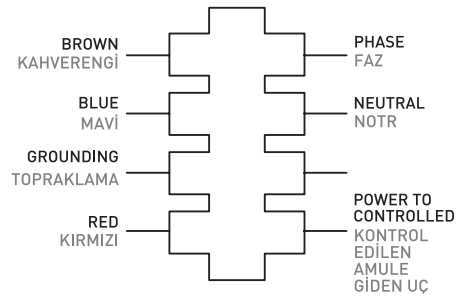 BROWN
KAHVERENGİ
PHASE
FAZ
BLUE
MAVİ
NEUTRAL
NOTR
GROUNDING
TOPRAKLAMA
RED
KIRMIZI
POWER TO
CONTROLLED
KONTROL
EDİLEN
AMULE
GİDEN UÇ